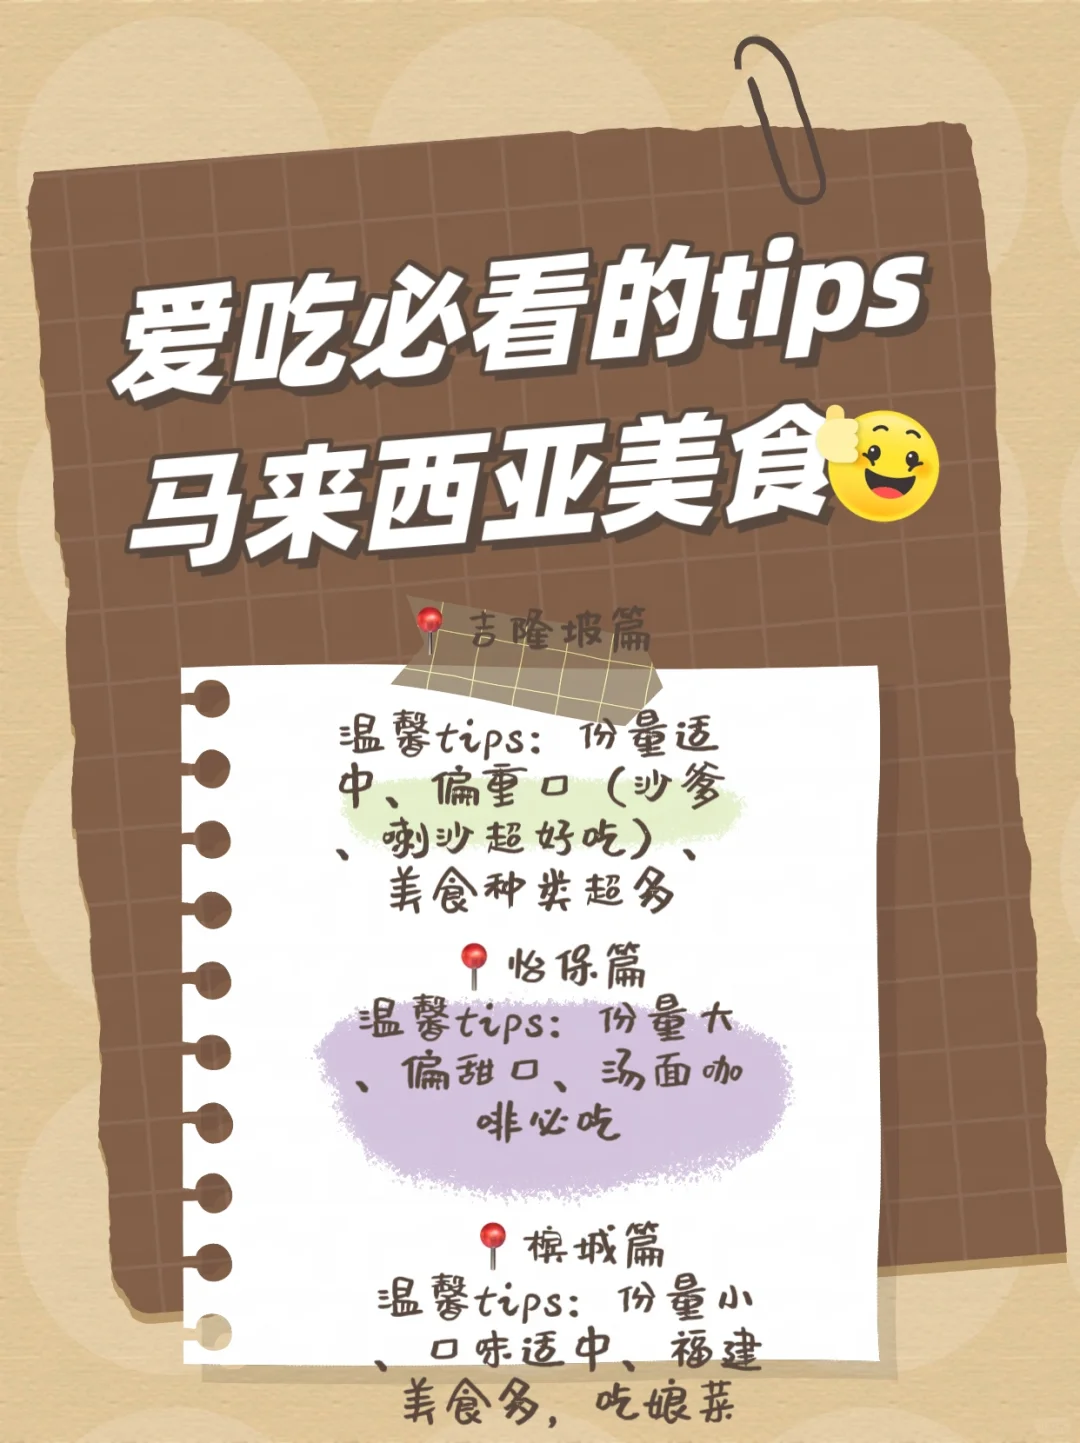 爱吃必看的tips
马来西亚美食
吉隆坡篇
温馨tips：份量适
中、偏重口（沙爹
、喇沙超好吃）、
美食种类超多
怡保篇
温馨tips：份量大
、偏甜口、汤面咖
啡必吃
槟城篇
温馨tips：份量小
、口味适中、福建
美食多，吃娘菜